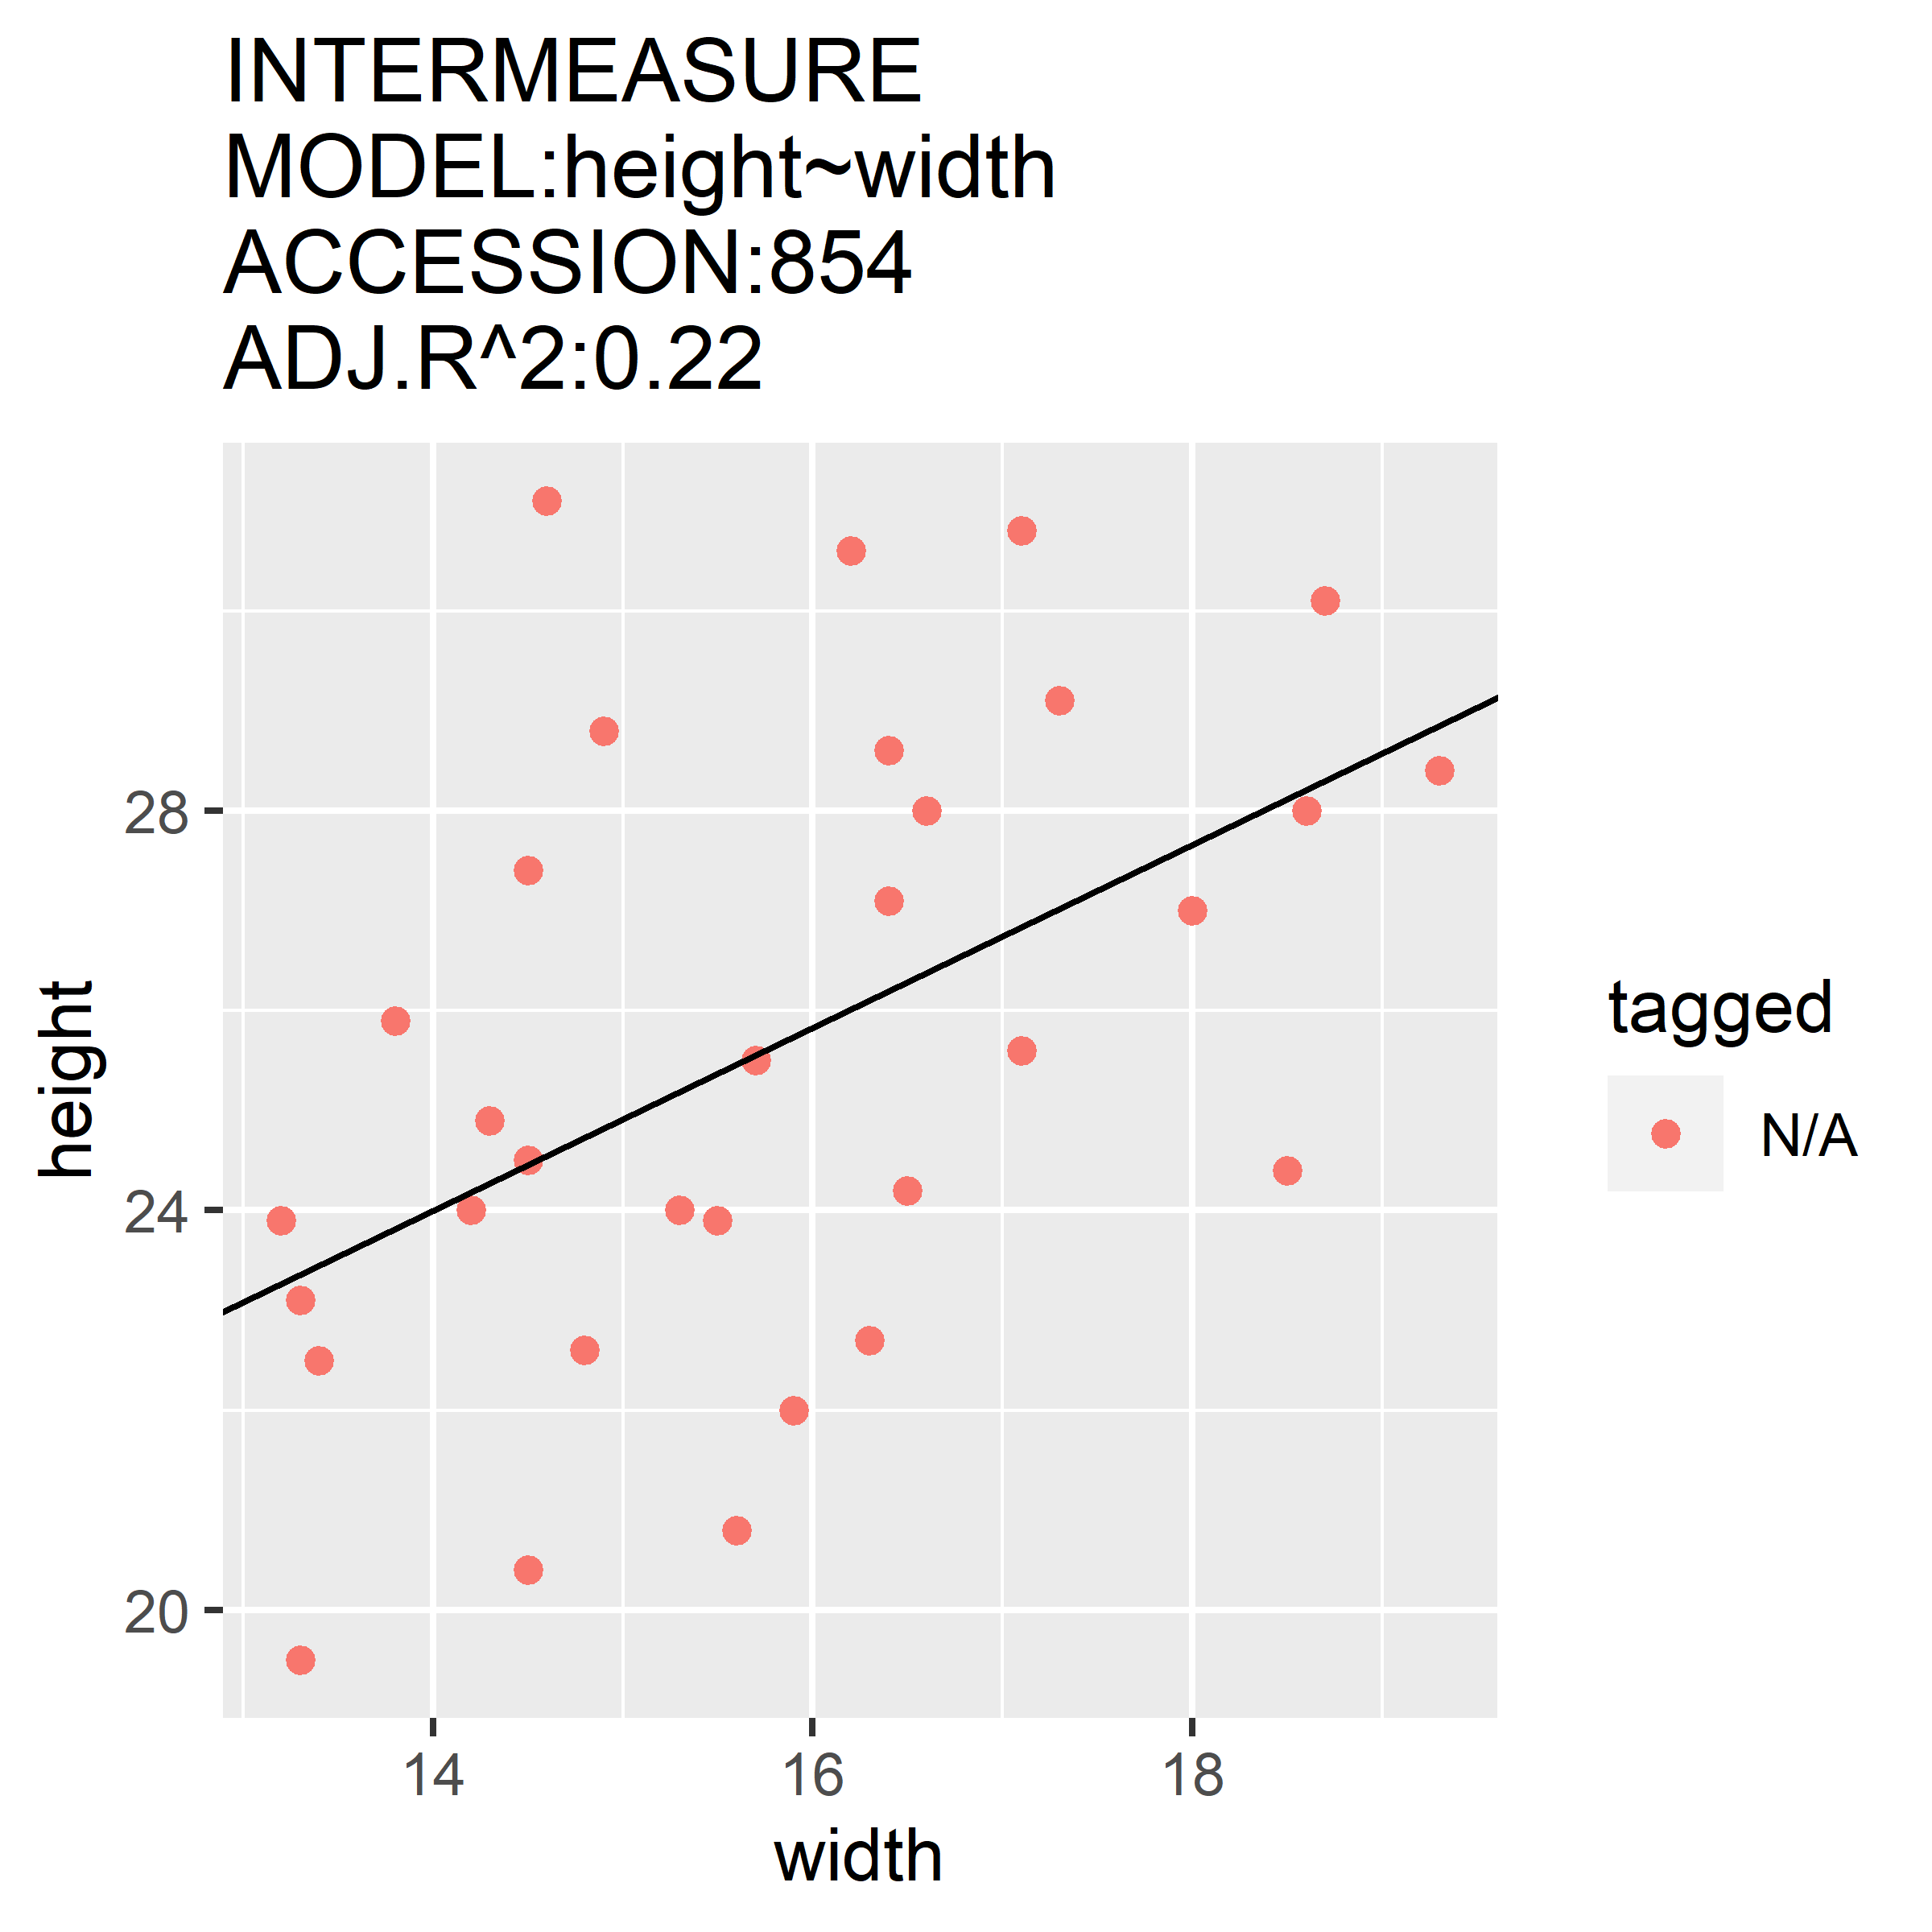 INTERMEASURE
MODEL:height~width
ACCESSION:854
ADJ.R^2:0.22
height
28
24
20
14 16 18
width
tagged
N/A